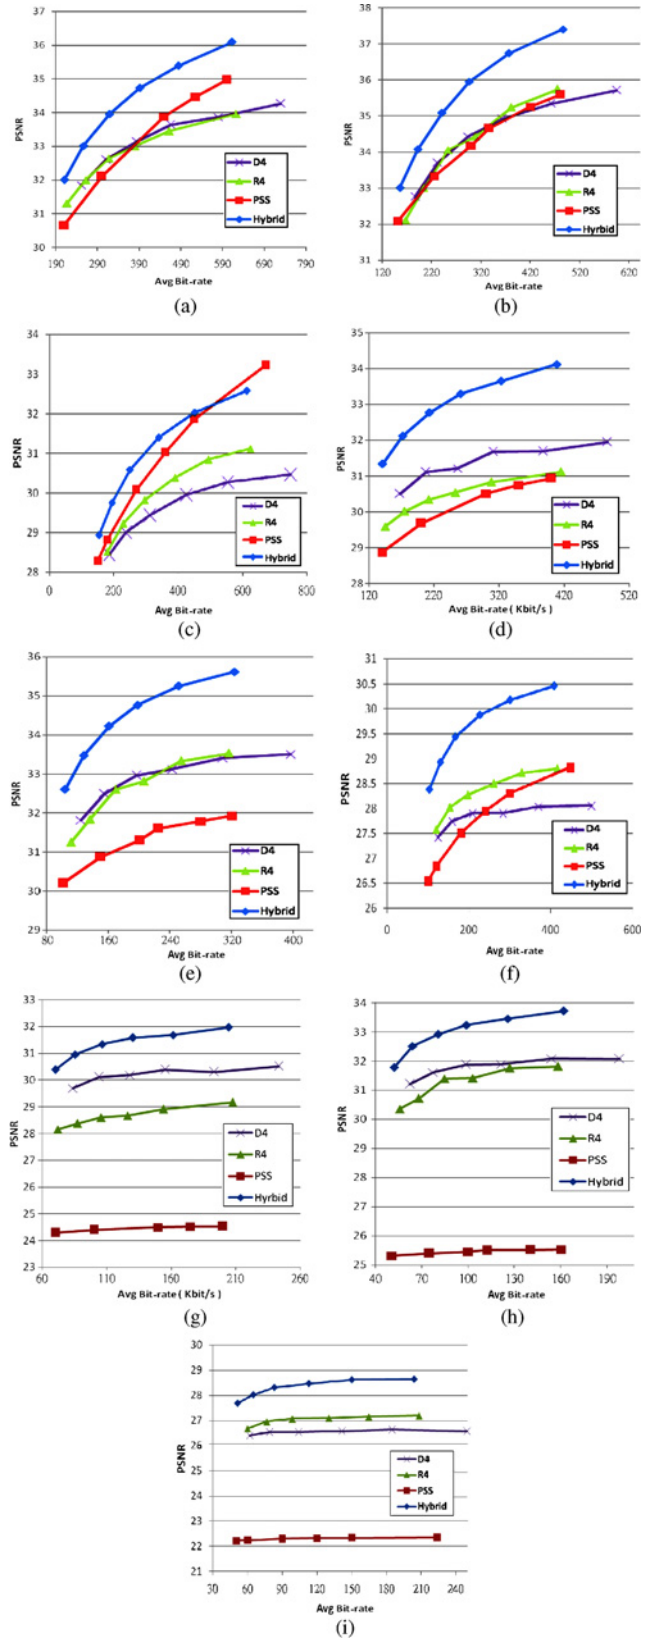 37
36
35
34
33
32
31
30
PSNR
D4
R4
PSS
Hybrid
190 290 390 490 590 690 790
Avg Bit-rate
(a)
38
37
36
35
34
33
32
31
PSNR
D4
R4
PSS
Hybrid
120 220 320 420 520 620
Avg Bit-rate
(b)
34
33
32
31
30
29
28
PSNR
D4
R4
PSS
Hybrid
0 200 400 600 800
Avg Bit-rate
(c)
35
34
33
32
31
30
29
28
PSNR
D4
R4
PSS
Hybrid
120 220 320 420 520
Avg Bit-rate ( Kbit/s )
(d)
36
35
34
33
32
31
30
29
PSNR
D4
R4
PSS
Hybrid
80 160 240 320 400
Avg Bit-rate
(e)
31
30.5
30
29.5
29
28.5
28
27.5
27
26.5
26
PSNR
D4
R4
PSS
Hybrid
0 200 400 600
Avg Bit-rate
(f)
33
32
31
30
29
28
27
26
25
24
23
PSNR
D4
R4
PSS
Hyrbid
60 110 160 210 260
Avg Bit-rate ( Kbit/s )
(g)
34
33
32
31
30
29
28
27
26
25
PSNR
D4
R4
PSS
Hybrid
40 70 100 130 160 190
Avg Bit-rate
(h)
30
29
28
27
26
25
24
23
22
21
PSNR
D4
R4
PSS
Hybrid
30 60 90 120 150 180 210 240
Avg Bit-rate
(i)